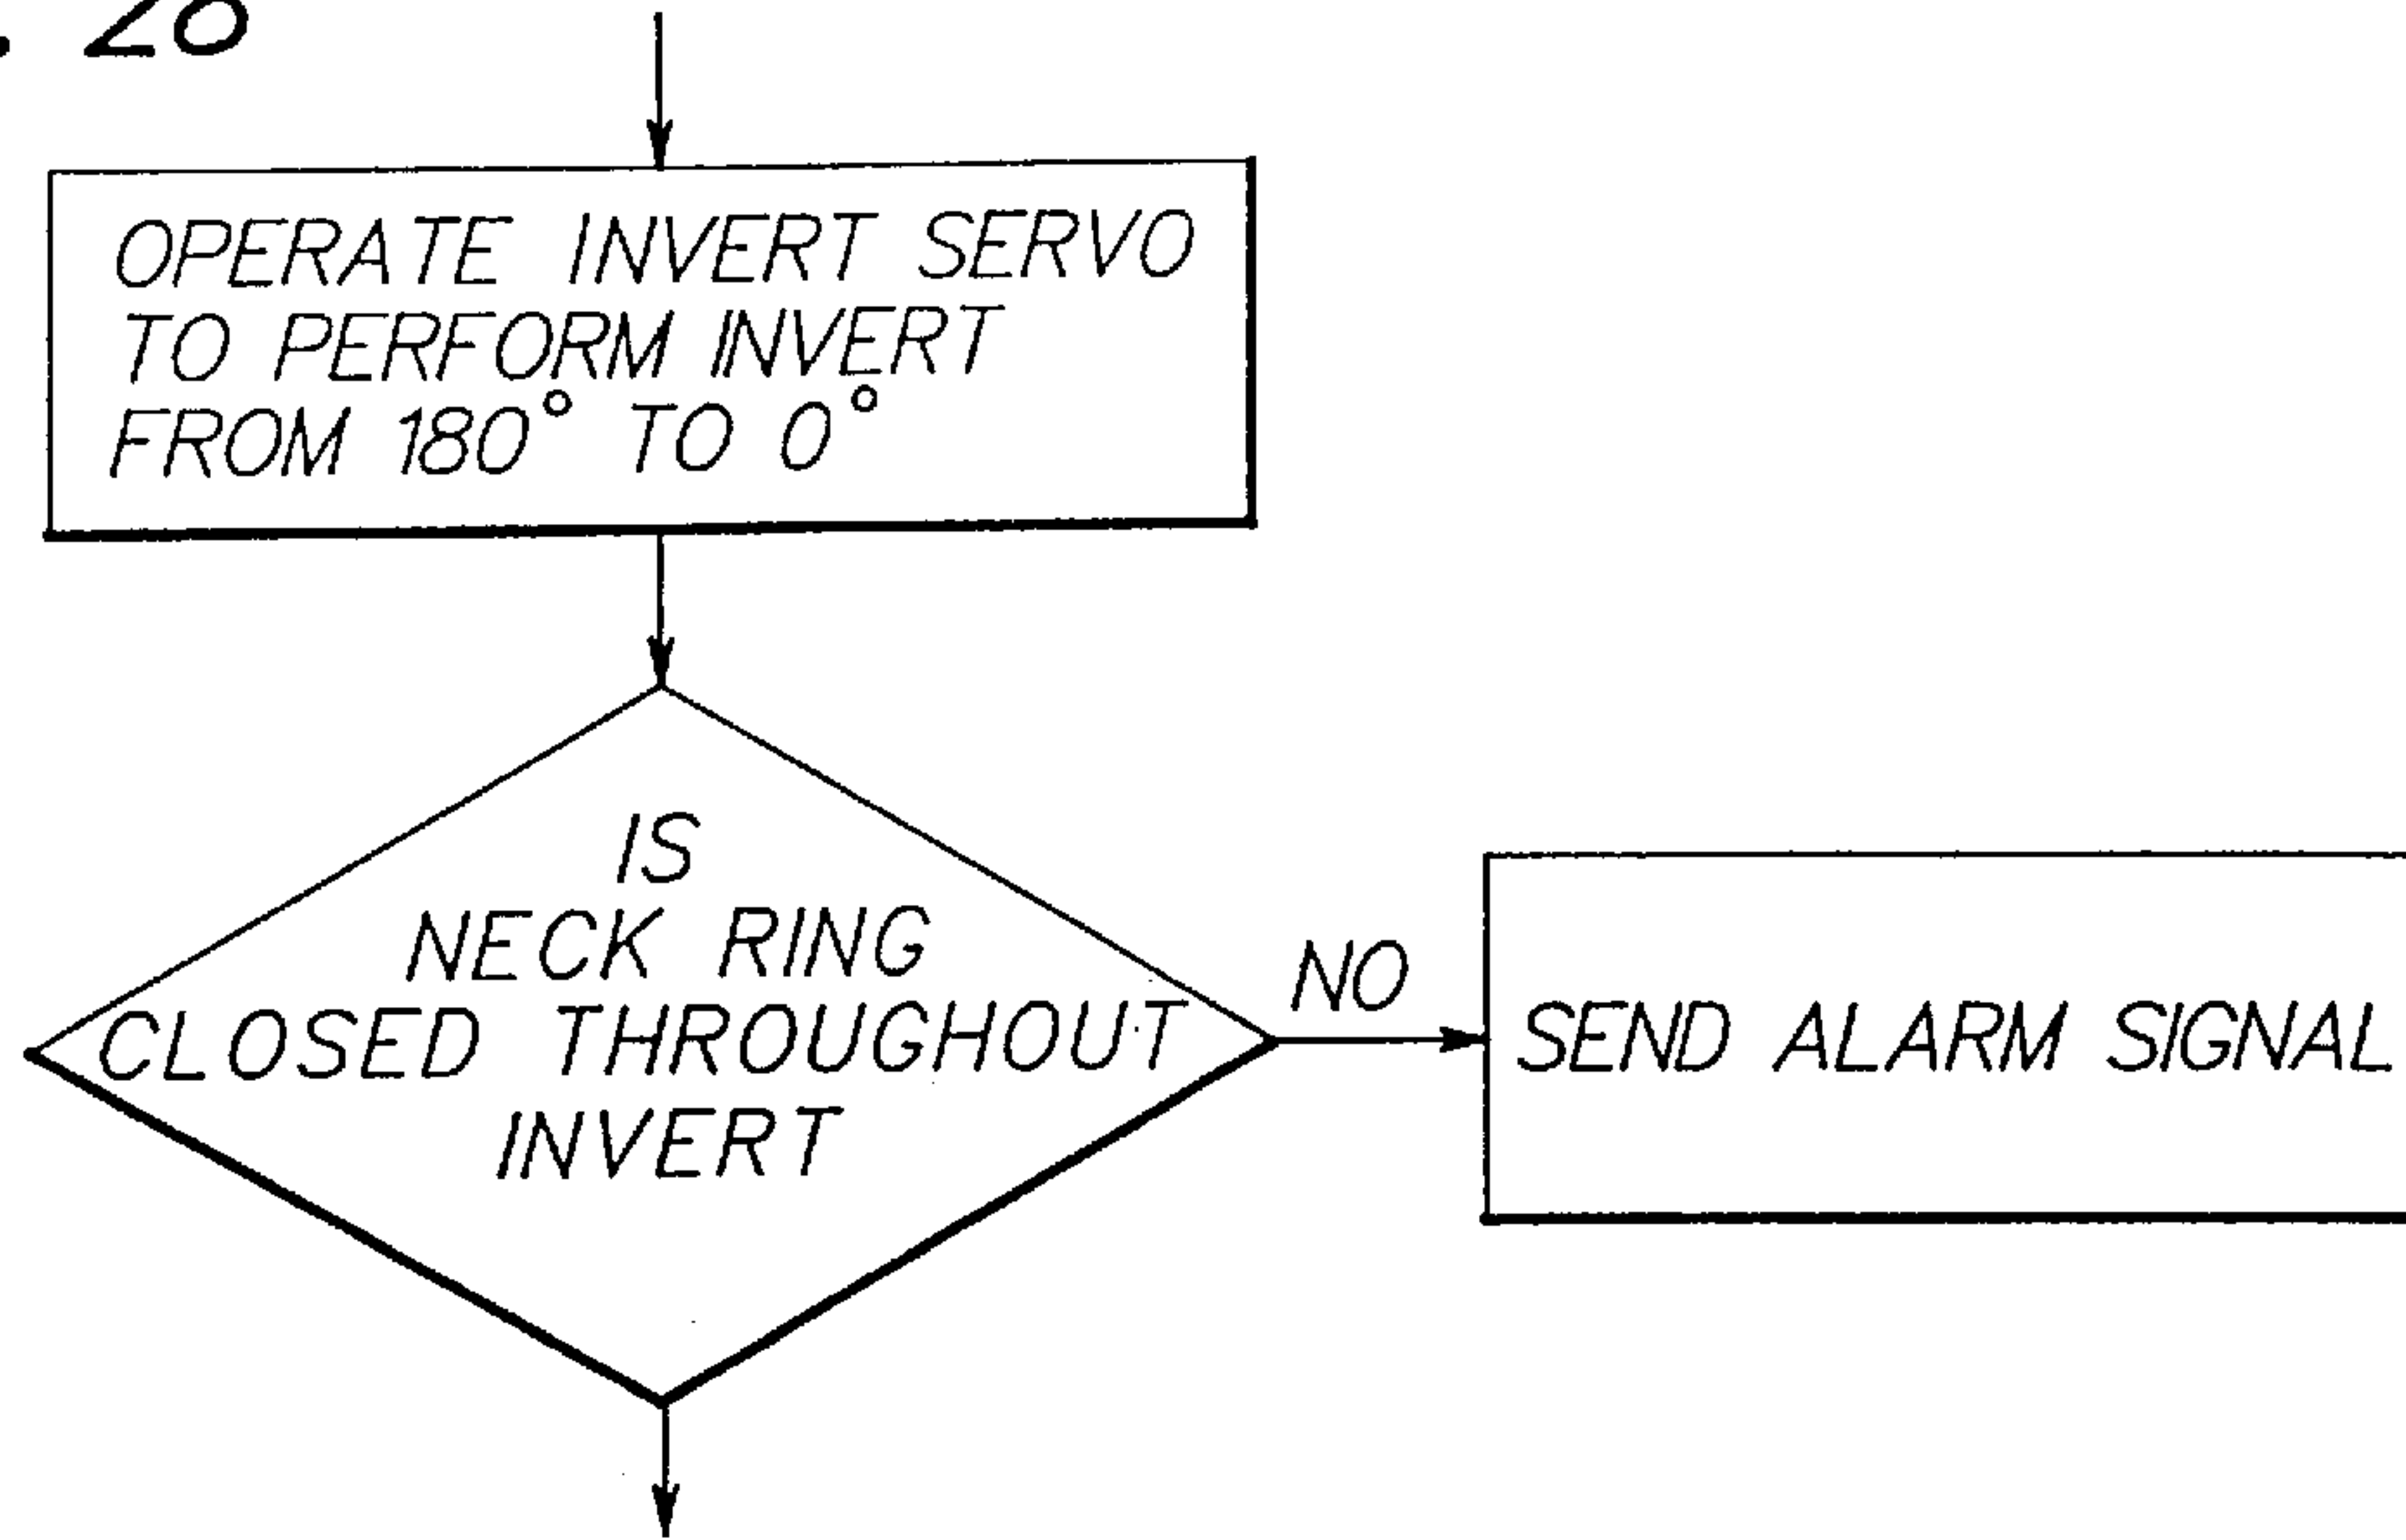 . 28
OPERATE INVERT SERVO
TO PERFORM INVERT
FROM 180° TO 0°
IS
NECK RING
CLOSED THROUGHOUT
INVERT
NO
SEND ALARM SIGNAL